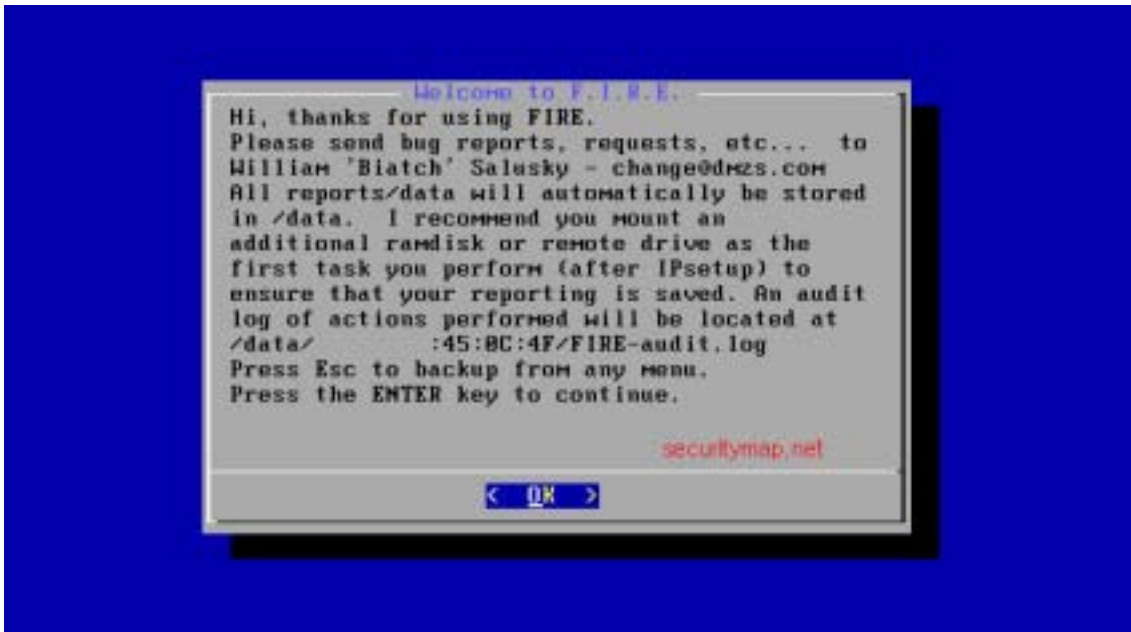 Welcome to F.I.R.E.
Hi, thanks for using FIRE.
Please send bug reports, requests, etc... to
William 'Biatch' Salusky - change@dmzs.com
All reports/data will automatically be stored
in /data. I recommend you mount an
additional ramdisk or remote drive as the
first task you perform (after IPsetup) to
ensure that your reporting is saved. An audit
log of actions performed will be located at
/data/ :45:0C:4F/FIRE-audit.log
Press Esc to backup from any menu.
Press the ENTER key to continue.
securitymap.net
< OK >